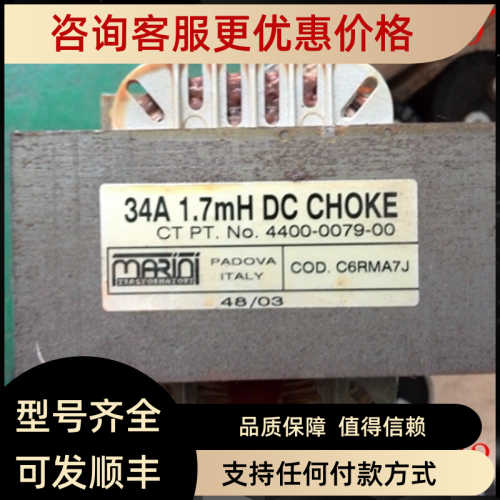 咨询客服更优惠价格
34A 1.7mH DC CHOKE
CT PT. No. 4400-0079-00
MARINI
TRASFORMATORI
PADOVA
ITALY
COD. C6RMA7J
48/03
型号齐全
可发顺丰
品质保障 值得信赖
支持任何付款方式